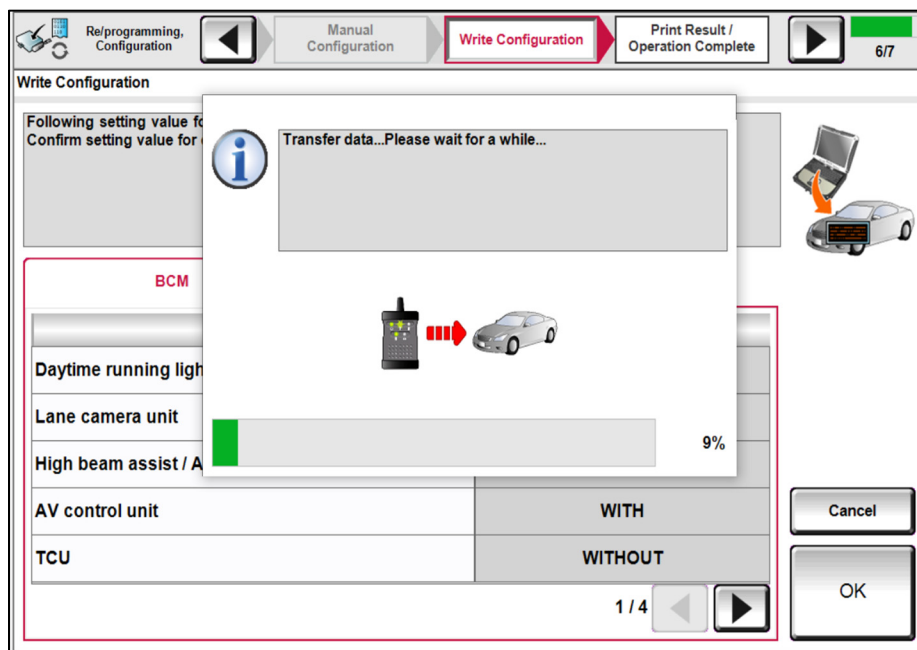 Re/programming,
Configuration
Manual
Configuration
Write Configuration
Print Result /
Operation Complete
6/7
Write Configuration
Following setting value fo
Confirm setting value for
Transfer data...Please wait for a while...
9%
BCM
Daytime running ligh
Lane camera unit
High beam assist / A
AV control unit
WITH
TCU
WITHOUT
1 / 4
Cancel
OK